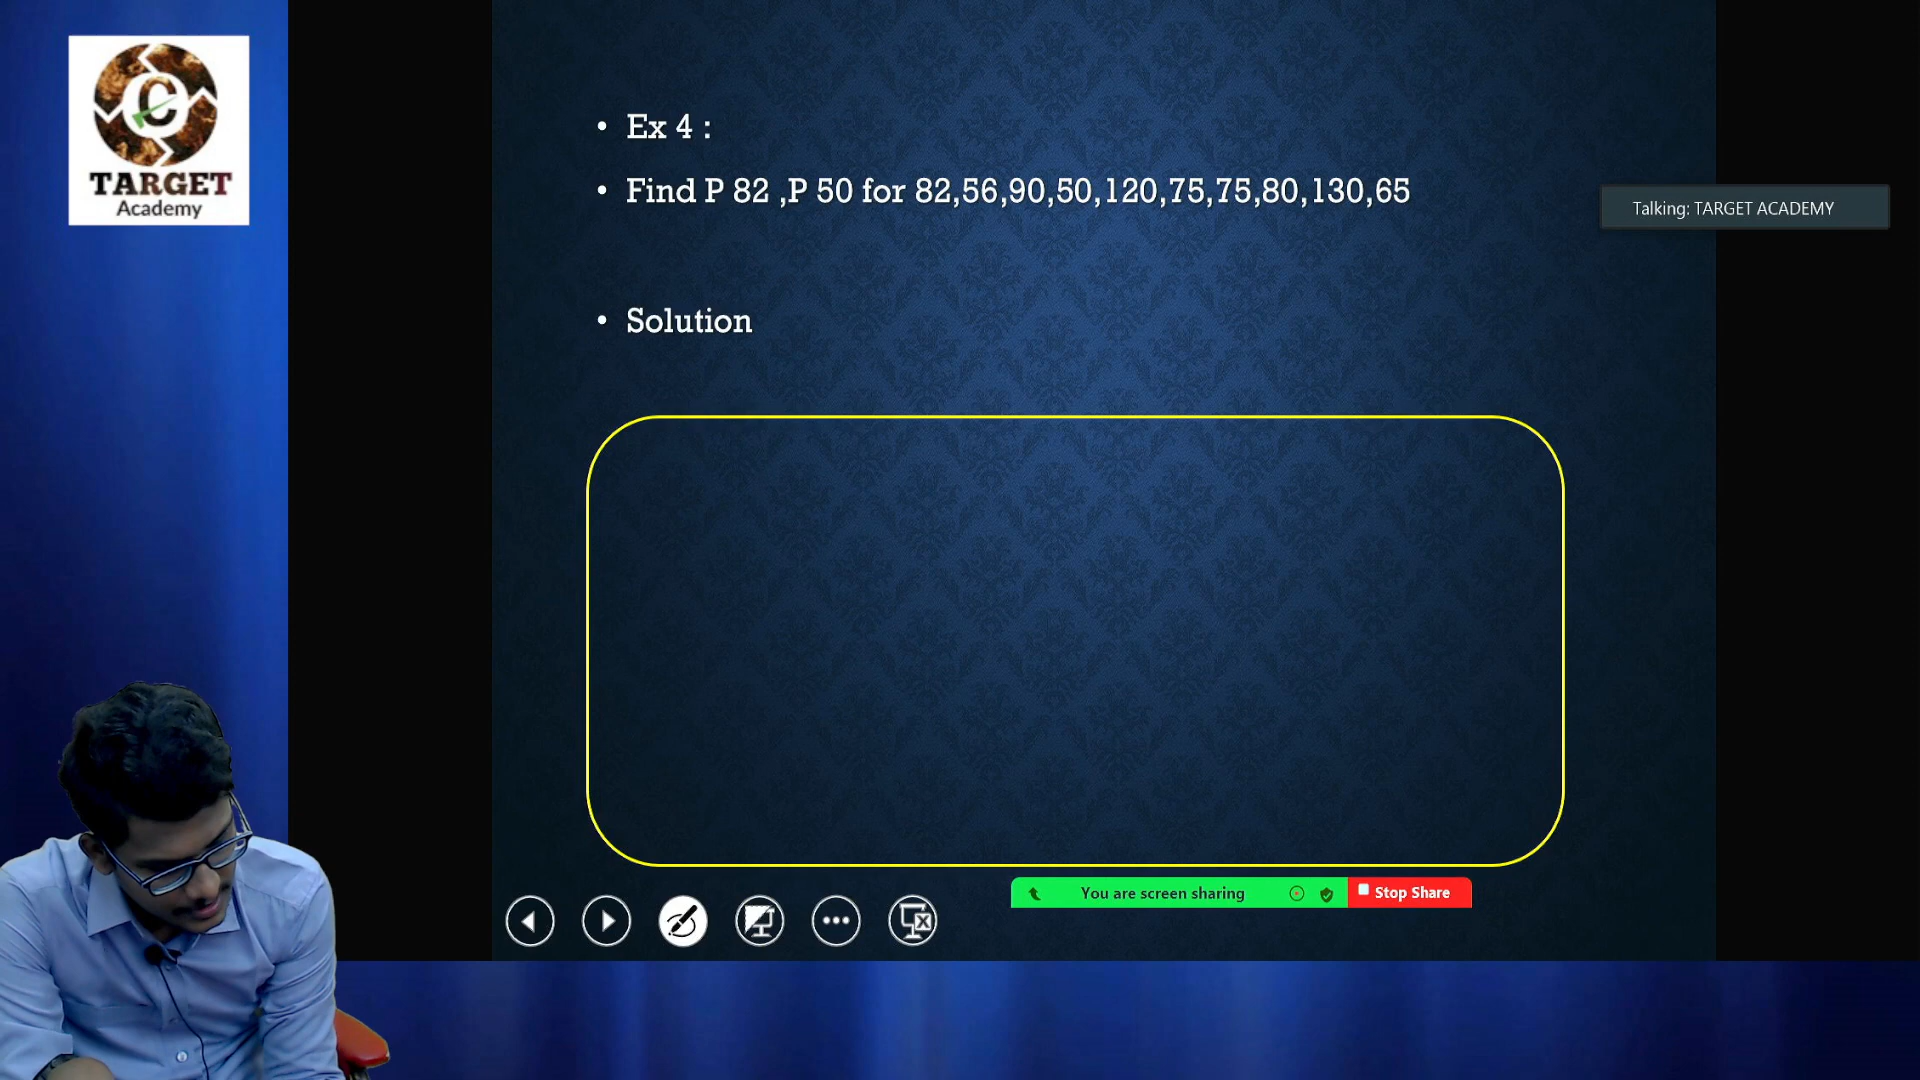 C
TARGET
Academy
• Ex 4 :
• Find P 82 ,P 50 for 82,56,90,50,120,75,75,80,130,65
Talking: TARGET ACADEMY
• Solution
You are screen sharing
Stop Share